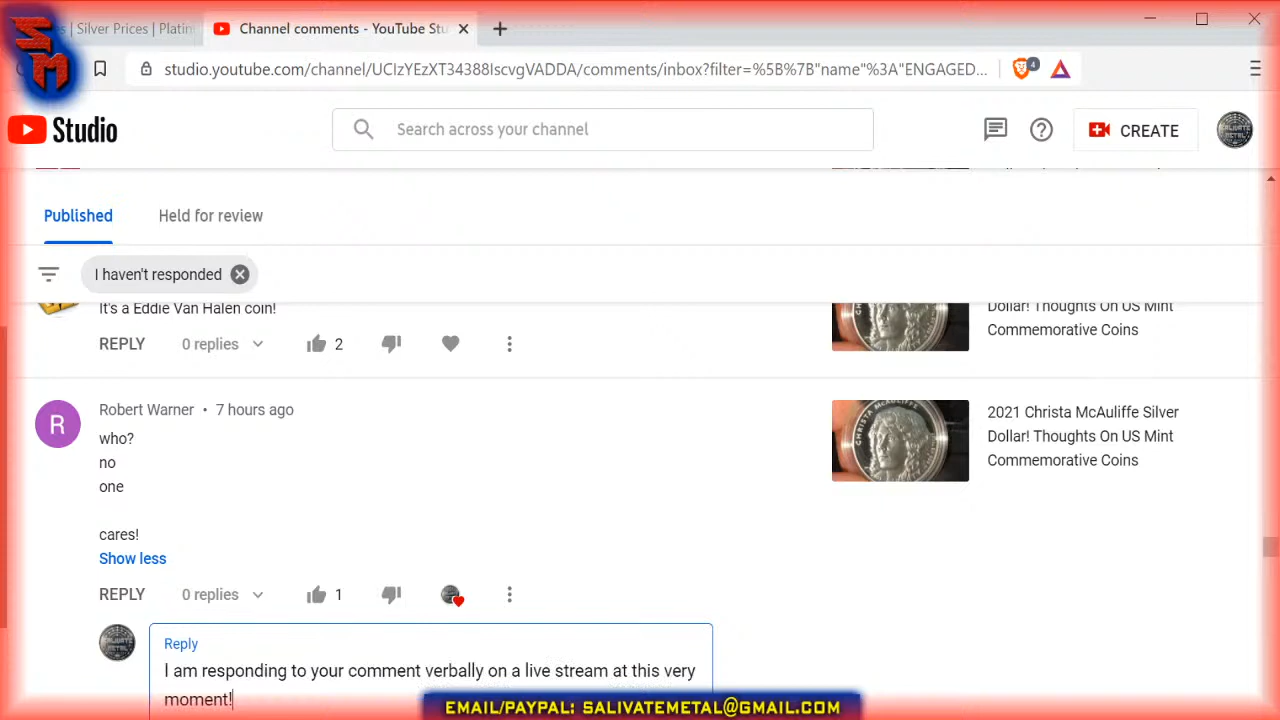 s | Silver Prices | Platin
Channel comments - YouTube Stu
studio.youtube.com/channel/UCIzYEzXT34388IscvgVADDA/comments/inbox?filter=%5B%7B"name"%3A"ENGAGED...
4
SM
Studio
Search across your channel
CREATE
Published
Held for review
I haven't responded
It's a Eddie Van Halen coin!
REPLY 0 replies 2
Dollar! Thoughts On US Mint
Commemorative Coins
R
Robert Warner • 7 hours ago
who?
no
one
cares!
Show less
REPLY 0 replies 1
CHRISTA MCAULIFFE
2021 Christa McAuliffe Silver
Dollar! Thoughts On US Mint
Commemorative Coins
Reply
I am responding to your comment verbally on a live stream at this very
moment!
EMAIL/PAYPAL: SALIVATEMETAL@GMAIL.COM